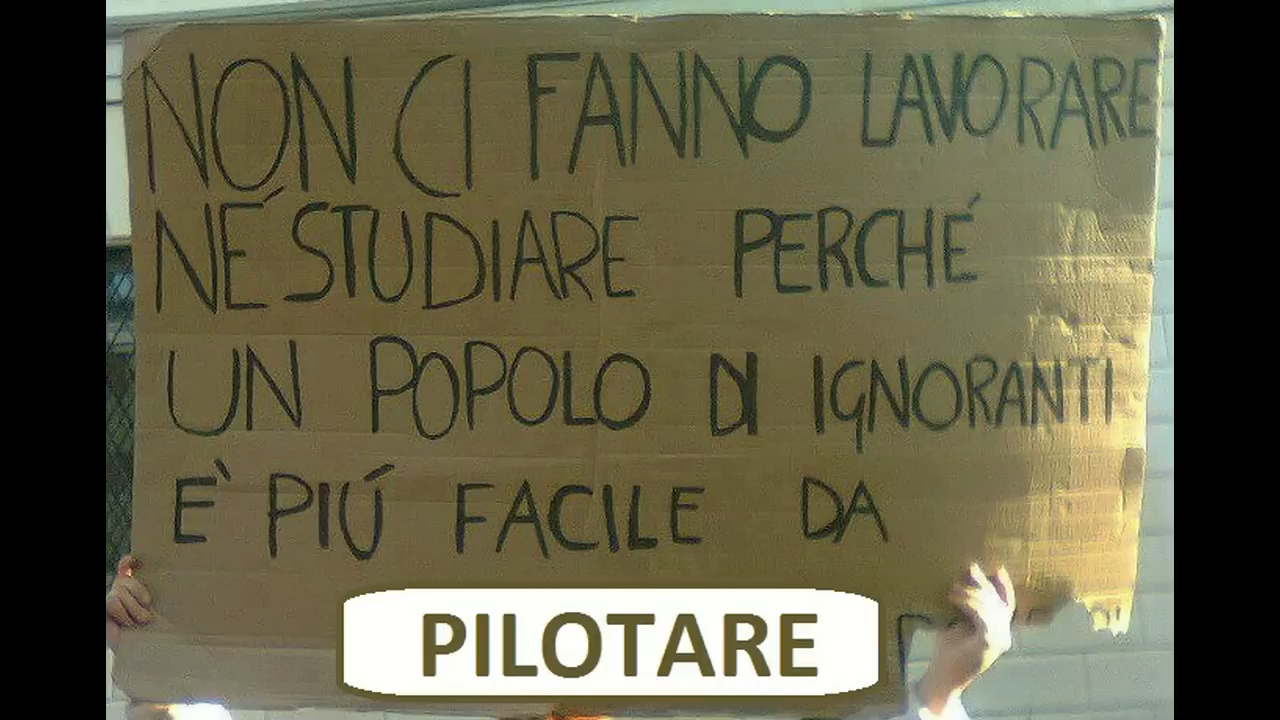 NON CI FANNO LAVORARE
NÉ STUDIARE PERCHÉ
UN POPOLO DI IGNORANTI
E' PIÚ FACILE DA
PILOTARE